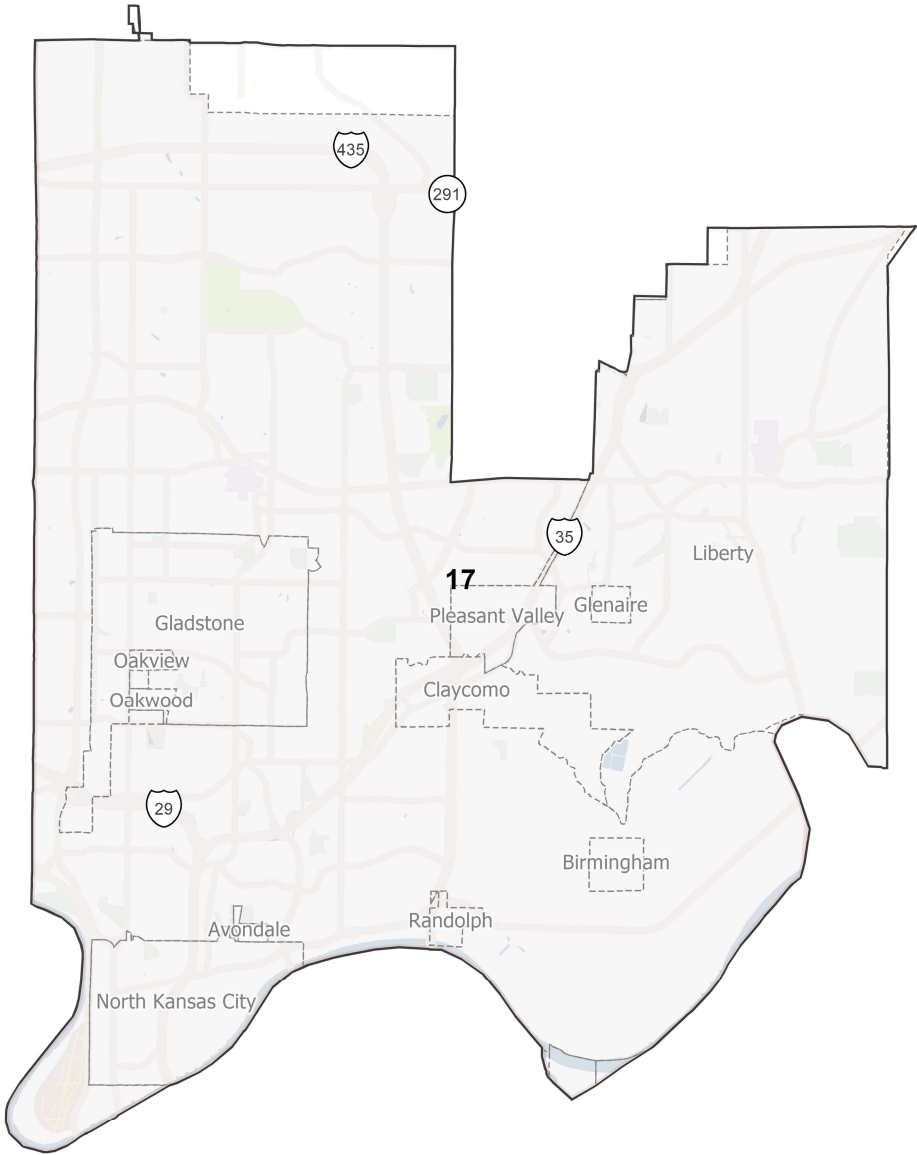 435
291
35
Liberty
17
Glenaire
Pleasant Valley
Gladstone
Oakview
Claycomo
Oakwood
29
Birmingham
Randolph
Avondale
North Kansas City